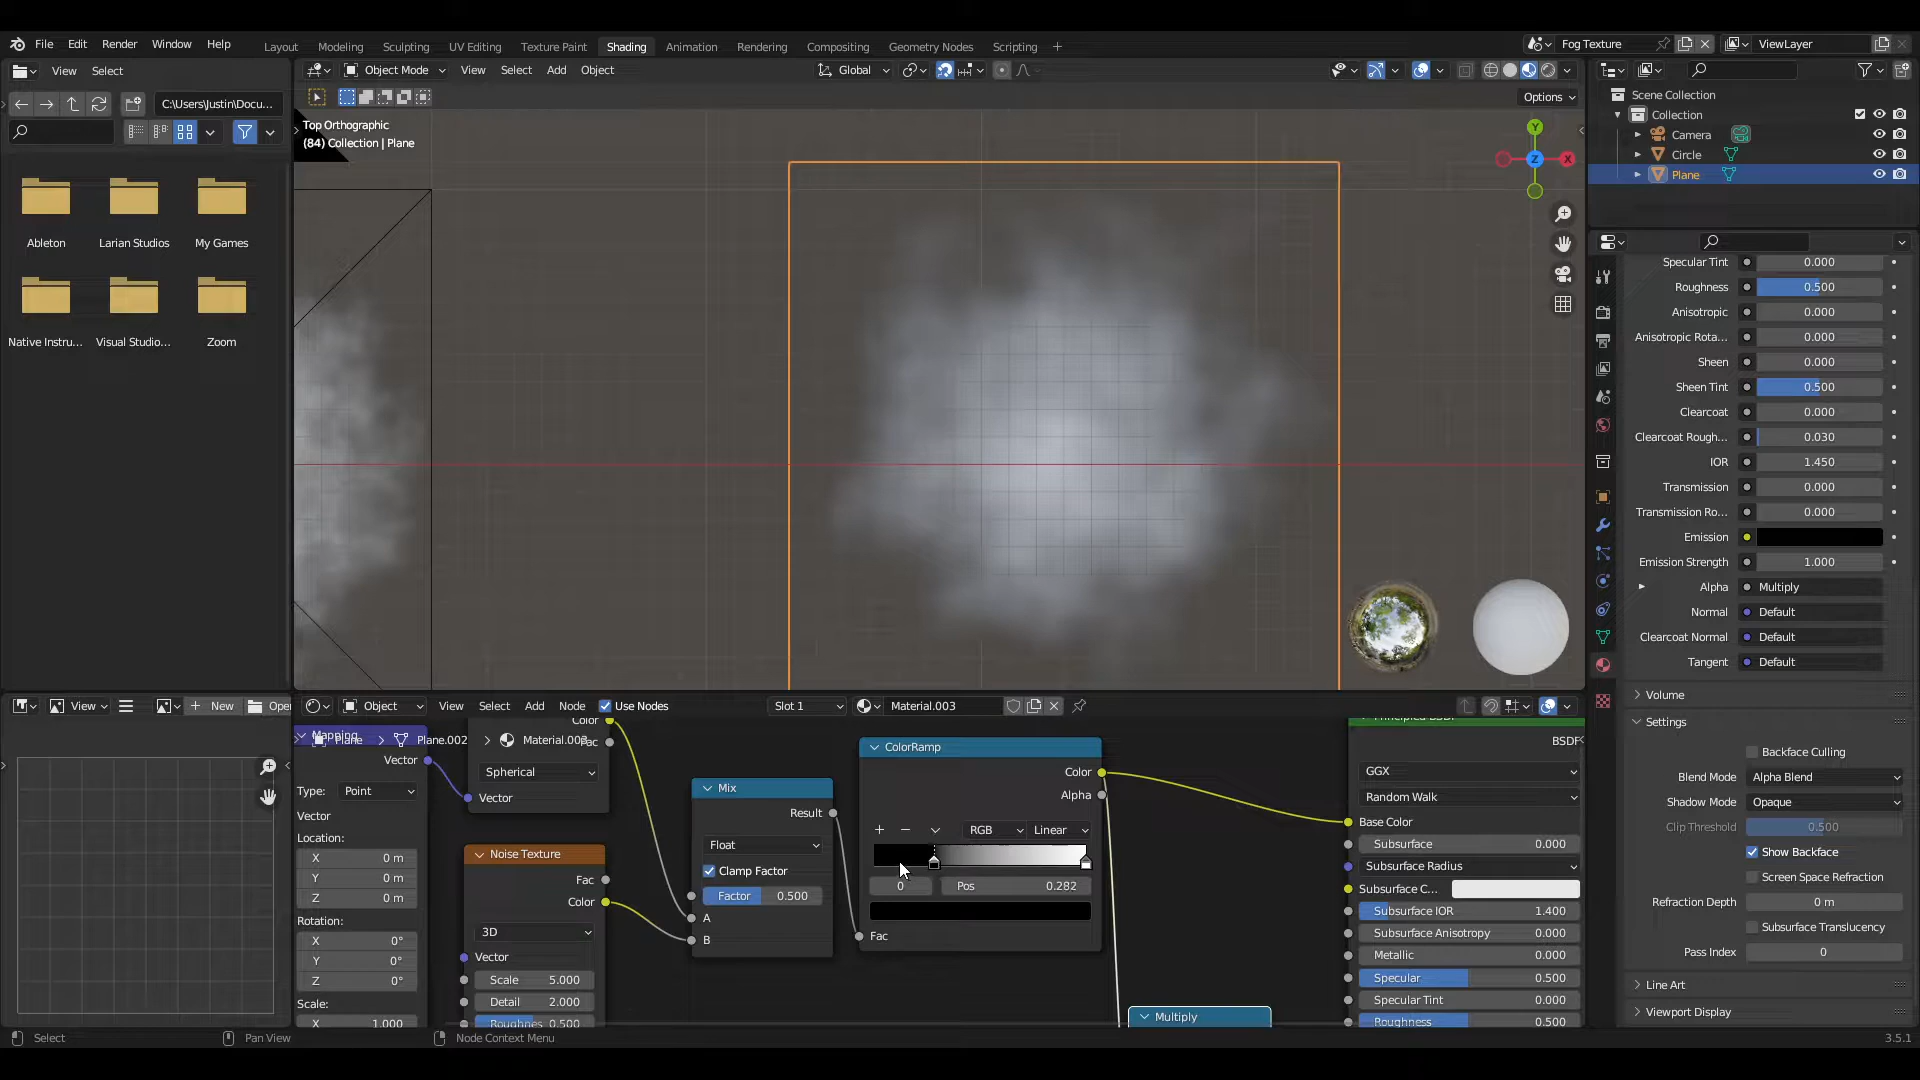 File Edit Render Window Help
Layout Modeling Sculpting UV Editing Texture Paint Shading Animation Rendering Compositing Geometry Nodes Scripting +
Fog Texture
ViewLayer
View Select
C:\Users\Justin\Docu...
Ableton Larian Studios My Games
Native Instru... Visual Studio... Zoom
Object Mode View Select Add Object
Global
Options
Top Orthographic
(84) Collection | Plane
Y
Z
X
Scene Collection
Collection
Camera
Circle
Plane
Specular Tint 0.000
Roughness 0.500
Anisotropic 0.000
Anisotropic Rota... 0.000
Sheen 0.000
Sheen Tint 0.500
Clearcoat 0.000
Clearcoat Rough... 0.030
IOR 1.450
Transmission 0.000
Transmission Ro... 0.000
Emission
Emission Strength 1.000
Alpha Multiply
Normal Default
Clearcoat Normal Default
Tangent Default
Volume
Settings
Backface Culling
Blend Mode Alpha Blend
Shadow Mode Opaque
Clip Threshold 0.500
Show Backface
Screen Space Refraction
Refraction Depth 0 m
Subsurface Translucency
Pass Index 0
Line Art
Viewport Display
View
New
Open
Object View Select Add Node Use Nodes
Slot 1
Material.003
Plane Plane.002 Material.003
Mapping
Vector
Type: Point
Vector
Location:
X 0 m
Y 0 m
Z 0 m
Rotation:
X 0°
Y 0°
Z 0°
Scale:
X 1.000
Color
Fac
Spherical
Vector
Noise Texture
Fac
Color
3D
Vector
Scale 5.000
Detail 2.000
Roughnes 0.500
Mix
Result
Float
Clamp Factor
Factor 0.500
A
B
ColorRamp
Color
Alpha
+ − RGB Linear
0 Pos 0.282
Fac
Multiply
Principled BSDF
BSDF
GGX
Random Walk
Base Color
Subsurface 0.000
Subsurface Radius
Subsurface C...
Subsurface IOR 1.400
Subsurface Anisotropy 0.000
Metallic 0.000
Specular 0.500
Specular Tint 0.000
Roughness 0.500
Select
Pan View
Node Context Menu
3.5.1